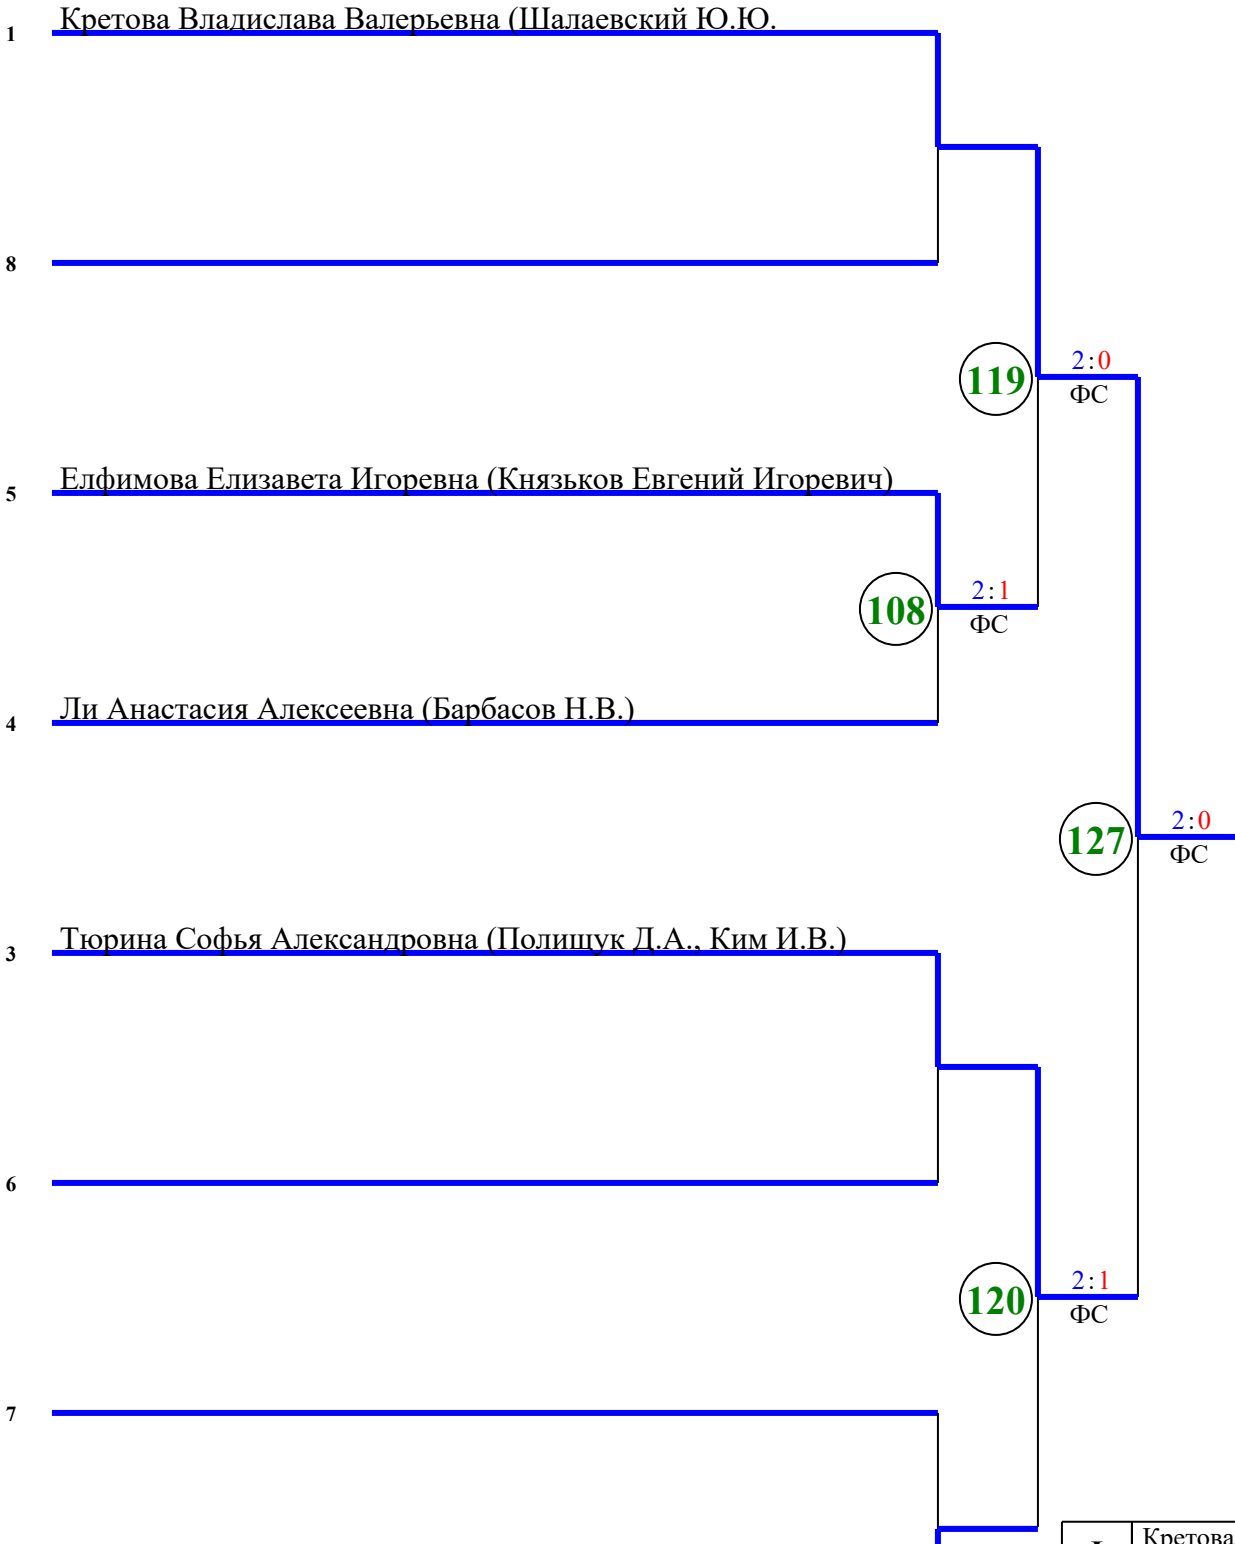 Кретова Владислава Валерьевна (Шалаевский Ю.Ю.
1
8
2:0
119
ФС
Елфимова Елизавета Игоревна (Князьков Евгений Игоревич)
5
2:1
108
ФС
Ли Анастасия Алексеевна (Барбасов Н.В.)
4
2:0
127
ФС
Тюрина Софья Александровна (Полищук Д.А., Ким И.В.)
3
6
2:1
120
ФС
7
Кретова